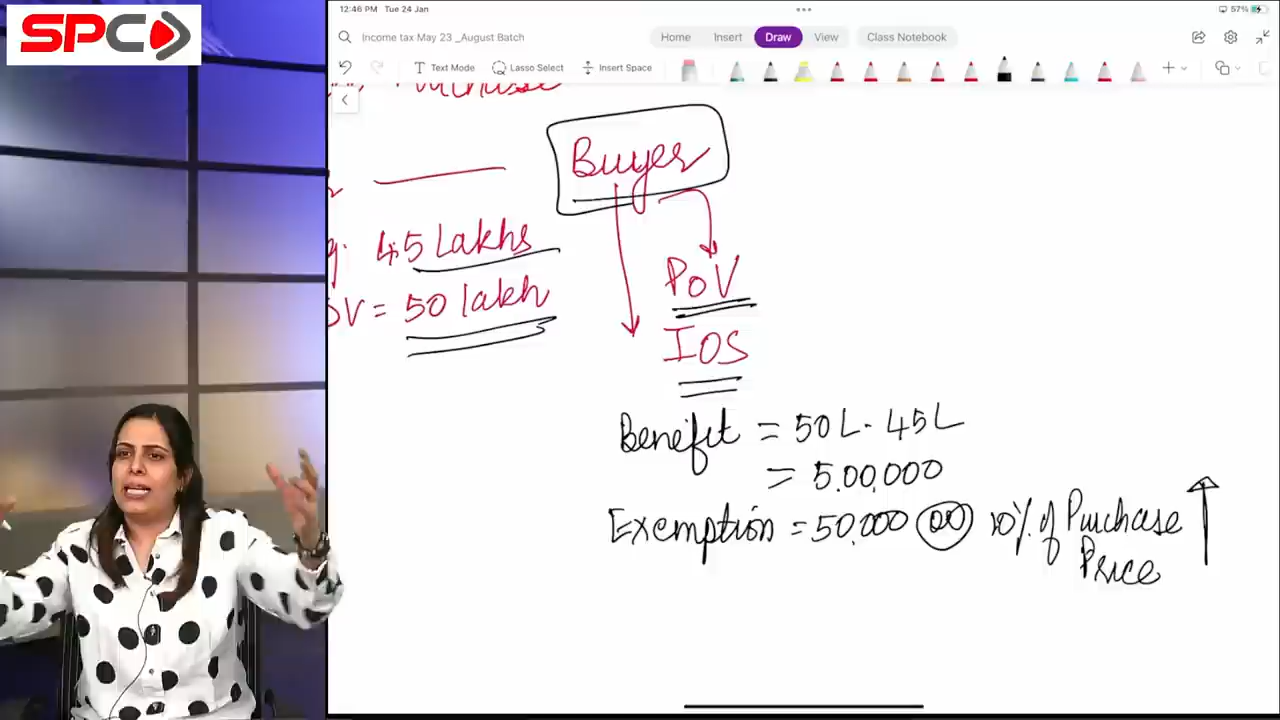 SPC
12:46 PM Tue 24 Jan
57%
Income tax May 23 _August Batch
Home Insert Draw View Class Notebook
Text Mode Lasso Select Insert Space
Buyer
45 Lakhs
V = 50 lakh
POV
IOS
Benefit = 50L - 45L
= 5,00,000
Exemption = 50,000 OR 10% of Purchase
Price